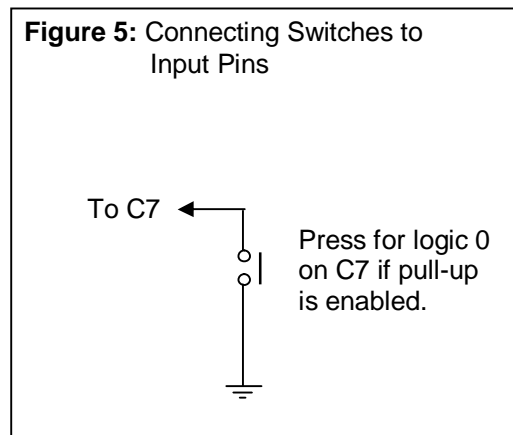 Figure 5: Connecting Switches to
Input Pins
To C7
Press for logic 0
on C7 if pull-up
is enabled.